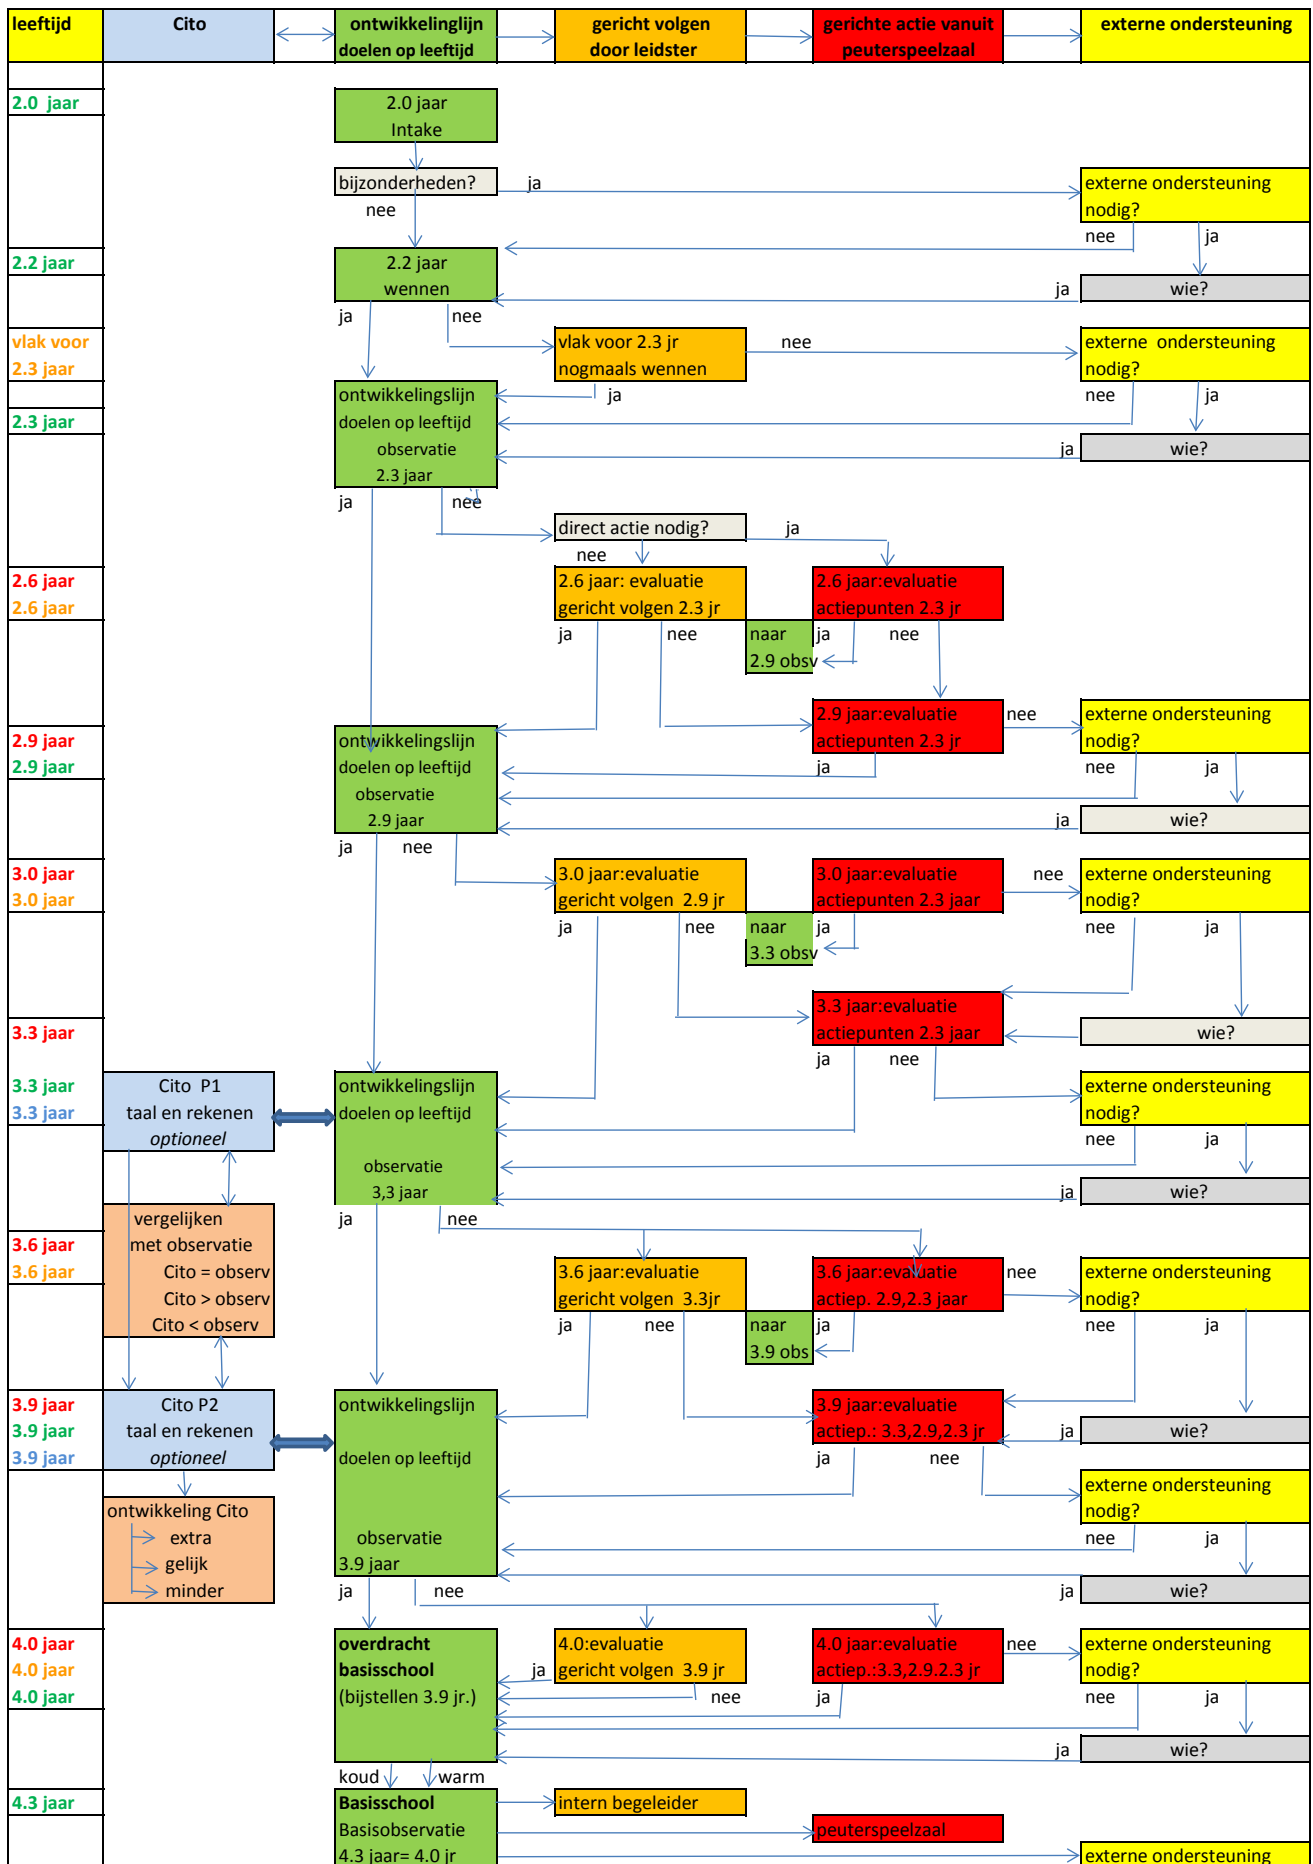 leeftijd Cito ontwikkelinglijn gericht volgen gerichte actie vanuit externe ondersteuning
doelen op leeftijd door leidster peuterspeelzaal
2.0 jaar 2.0 jaar
Intake
bijzonderheden? ja externe ondersteuning
nee nodig?
nee ja
2.2 jaar 2.2 jaar
wennen ja wie?
ja nee
vlak voor vlak voor 2.3 jr nee externe ondersteuning
2.3 jaar nogmaals wennen nodig?
ontwikkelingslijn ja nee ja
2.3 jaar doelen op leeftijd
observatie ja wie?
2.3 jaar
ja nee
direct actie nodig? ja
nee
2.6 jaar 2.6 jaar: evaluatie 2.6 jaar:evaluatie
2.6 jaar gericht volgen 2.3 jr actiepunten 2.3 jr
ja nee naar ja nee
2.9 obsv
2.9 jaar:evaluatie nee externe ondersteuning
2.9 jaar ontwikkelingslijn actiepunten 2.3 jr nodig?
2.9 jaar doelen op leeftijd ja nee ja
observatie
2.9 jaar ja wie?
ja nee
3.0 jaar 3.0 jaar:evaluatie 3.0 jaar:evaluatie nee externe ondersteuning
3.0 jaar gericht volgen 2.9 jr actiepunten 2.3 jaar nodig?
ja nee naar ja nee ja
3.3 obsv
3.3 jaar:evaluatie
3.3 jaar actiepunten 2.3 jaar wie?
ja nee
3.3 jaar Cito P1 ontwikkelingslijn externe ondersteuning
3.3 jaar taal en rekenen doelen op leeftijd nodig?
optioneel nee ja
observatie
3,3 jaar ja wie?
vergelijken ja nee
3.6 jaar met observatie
3.6 jaar Cito = observ 3.6 jaar:evaluatie 3.6 jaar:evaluatie nee externe ondersteuning
Cito > observ gericht volgen 3.3jr actiep. 2.9,2.3 jaar nodig?
Cito < observ ja nee naar ja nee ja
3.9 obs
3.9 jaar Cito P2 ontwikkelingslijn 3.9 jaar:evaluatie
3.9 jaar taal en rekenen actiep.: 3.3,2.9,2.3 jr ja wie?
3.9 jaar optioneel doelen op leeftijd ja nee
externe ondersteuning
ontwikkeling Cito nodig?
extra observatie nee ja
gelijk 3.9 jaar
minder ja nee ja wie?
4.0 jaar overdracht 4.0:evaluatie 4.0 jaar:evaluatie nee externe ondersteuning
4.0 jaar basisschool ja gericht volgen 3.9 jr actiep.:3.3,2.9.2.3 jr nodig?
4.0 jaar (bijstellen 3.9 jr.) nee ja nee ja
ja wie?
koud warm
4.3 jaar Basisschool intern begeleider
Basisobservatie peuterspeelzaal
4.3 jaar= 4.0 jr externe ondersteuning